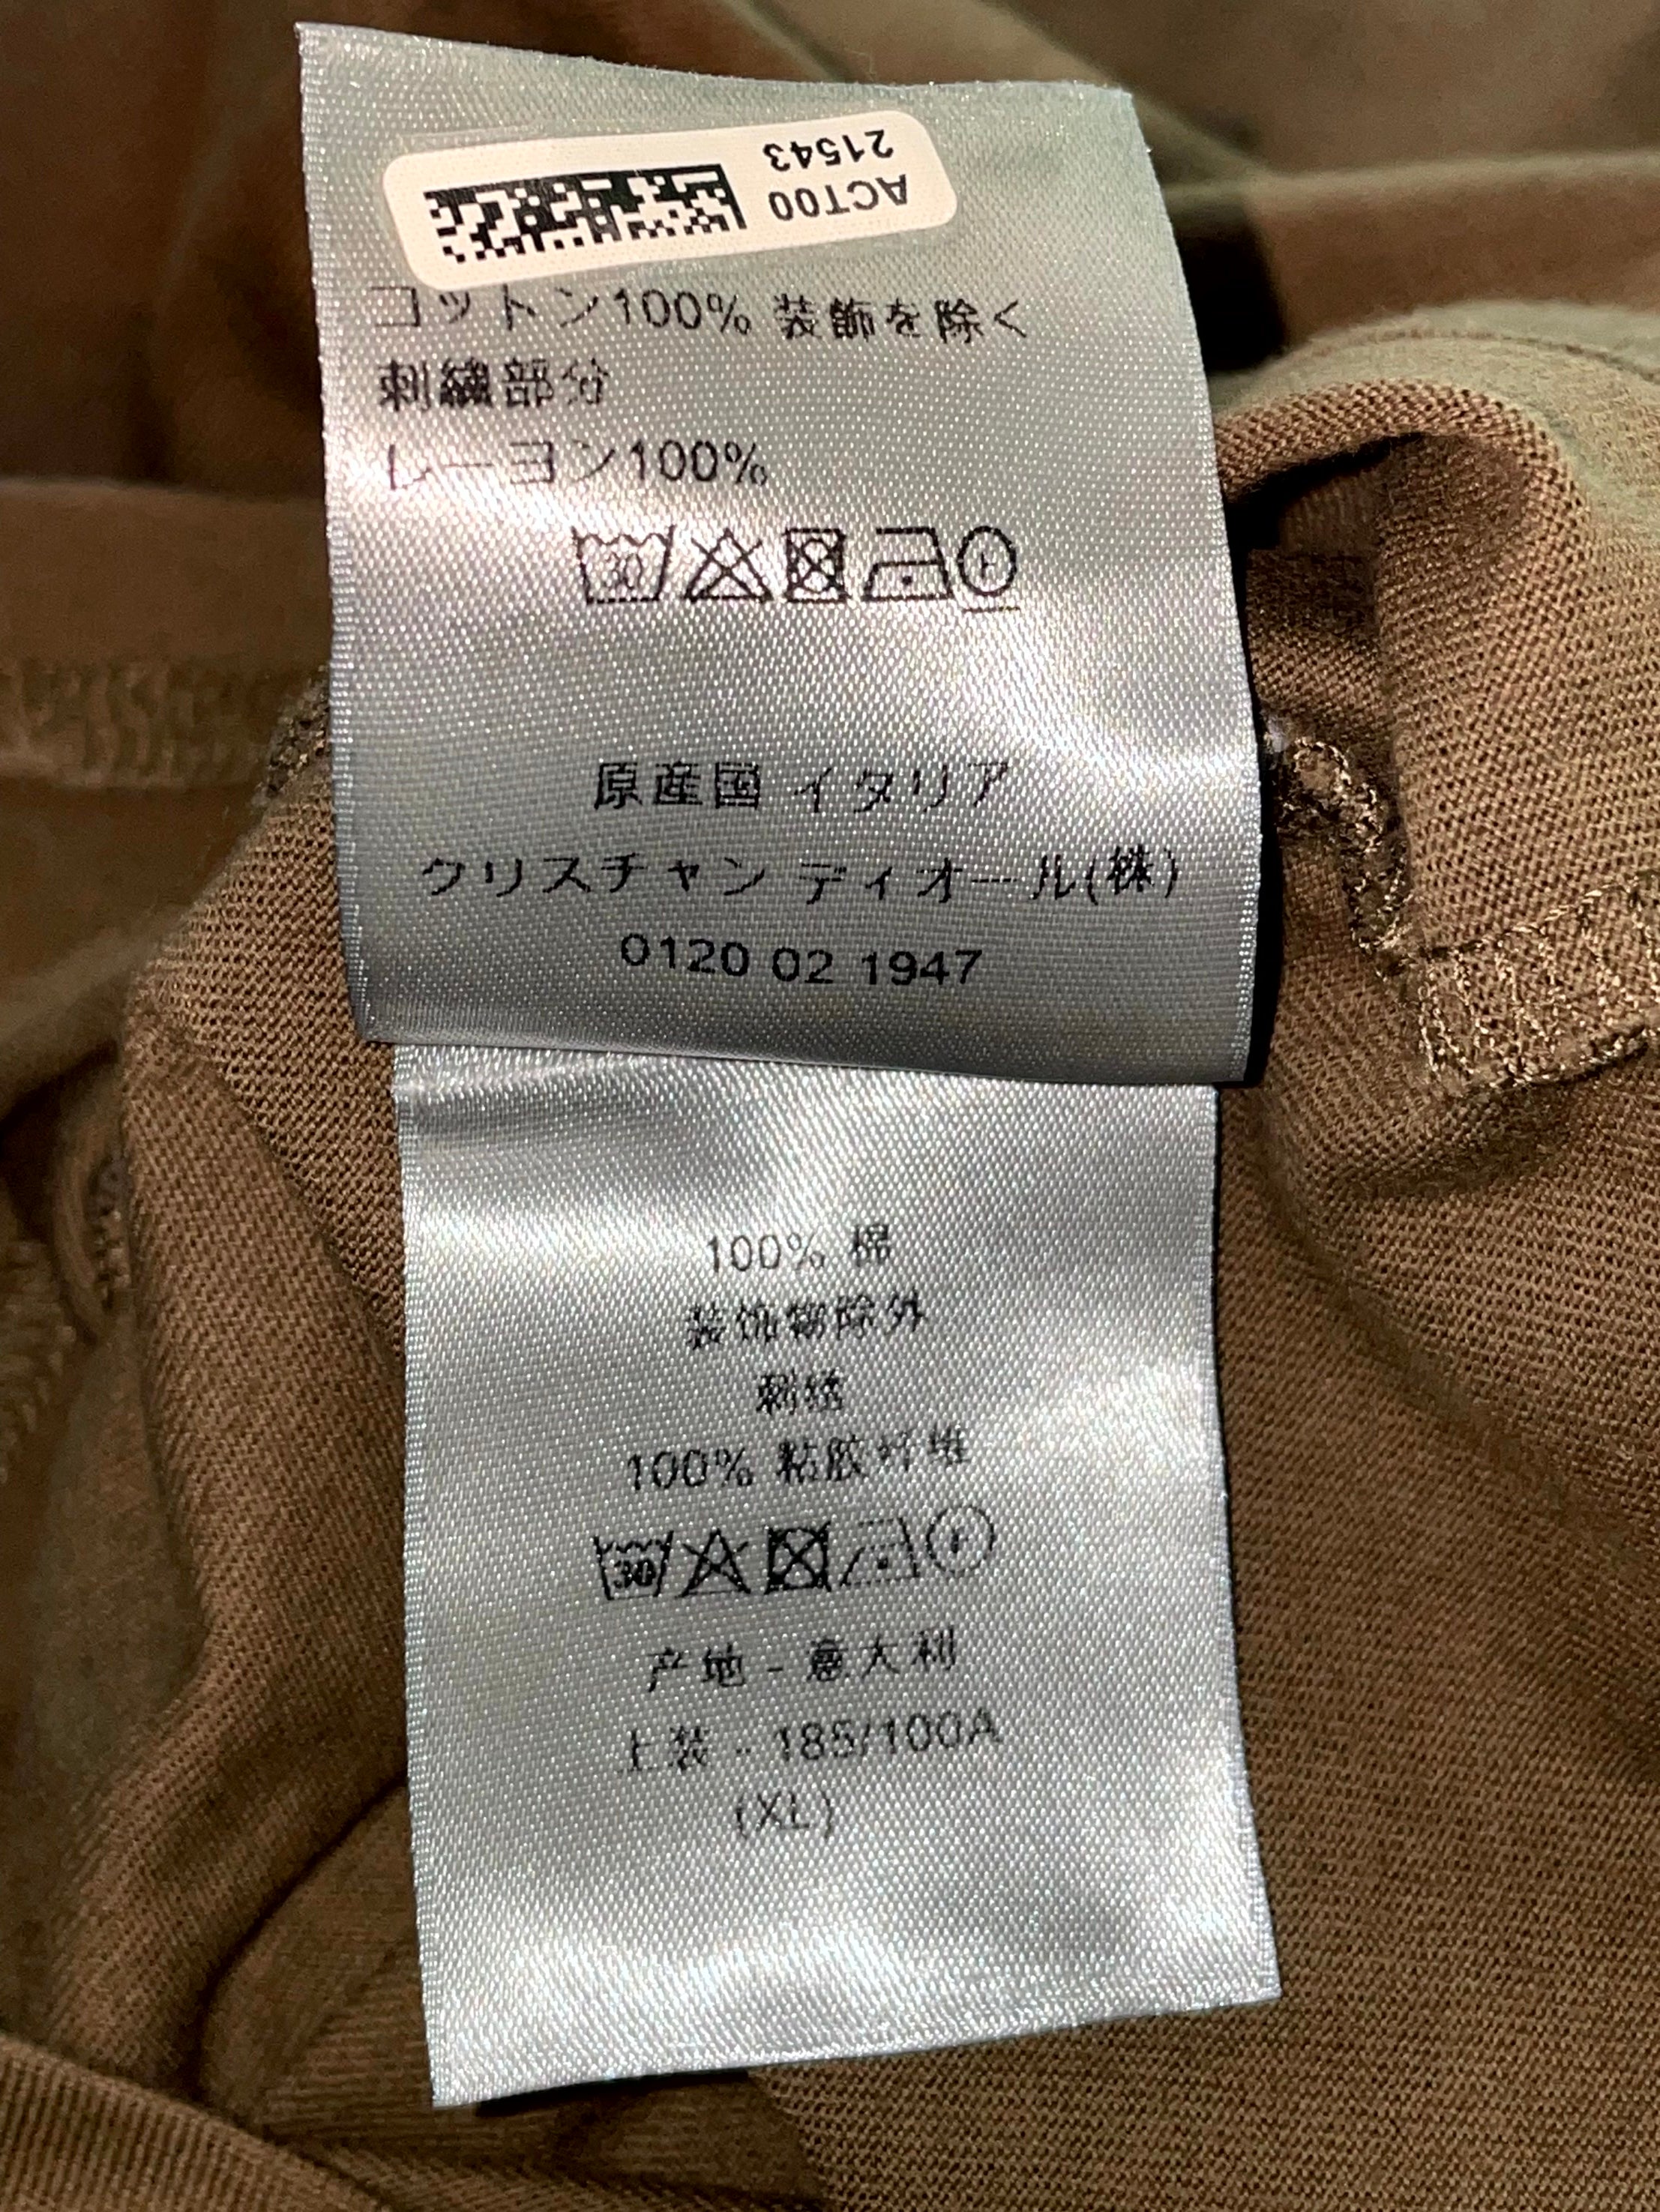 ACT00
21543
コットン100% 装飾を除く
刺繍部分
レーヨン100%
30
原産国 イタリア
クリスチャン ディオール(株)
0120 02 1947
100% 棉
装饰物除外
刺绣
100% 粘胶纤维
30
产地 - 意大利
上装 - 185/100A
(XL)